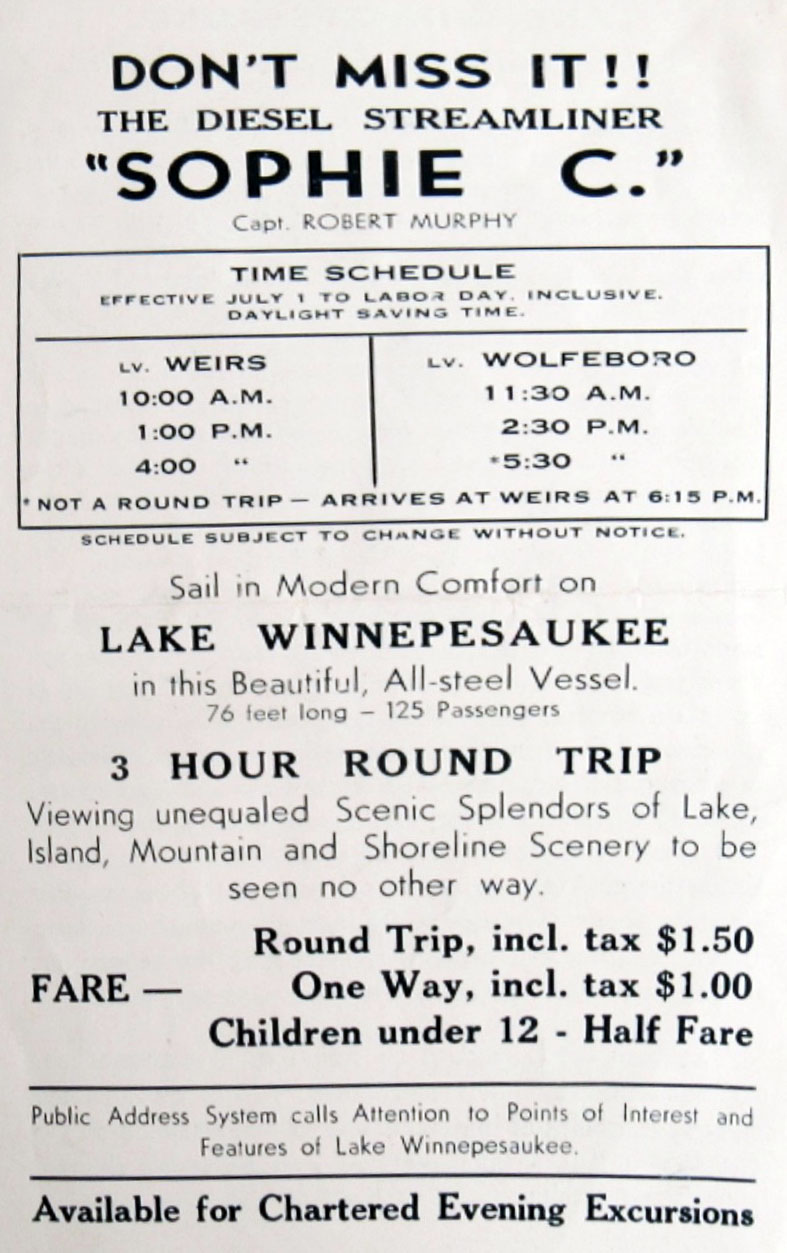 DON'T MISS IT!!
THE DIESEL STREAMLINER
"SOPHIE C."
Capt. ROBERT MURPHY
TIME SCHEDULE
EFFECTIVE JULY 1 TO LABOR DAY, INCLUSIVE.
DAYLIGHT SAVING TIME.
LV. WEIRS
10:00 A.M.
1:00 P.M.
4:00 "
LV. WOLFEBORO
11:30 A.M.
2:30 P.M.
*5:30 "
* NOT A ROUND TRIP — ARRIVES AT WEIRS AT 6:15 P.M.
SCHEDULE SUBJECT TO CHANGE WITHOUT NOTICE.
Sail in Modern Comfort on
LAKE WINNEPESAUKEE
in this Beautiful, All-steel Vessel.
76 feet long – 125 Passengers
3 HOUR ROUND TRIP
Viewing unequaled Scenic Splendors of Lake,
Island, Mountain and Shoreline Scenery to be
seen no other way.
Round Trip, incl. tax $1.50
FARE — One Way, incl. tax $1.00
Children under 12 - Half Fare
Public Address System calls Attention to Points of Interest and
Features of Lake Winnepesaukee.
Available for Chartered Evening Excursions